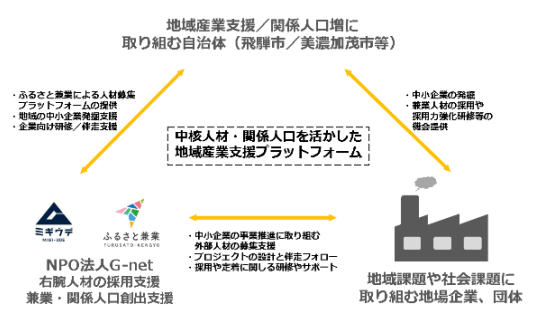 地域産業支援／関係人口増に
取り組む自治体（飛騨市／美濃加茂市等）
・ふるさと兼業による人材募集
プラットフォームの提供
・地域の中小企業発掘支援
・企業向け研修／伴走支援
・中小企業の発掘
・兼業人材の採用や
採用力強化研修等の
機会提供
中核人材・関係人口を活かした
地域産業支援プラットフォーム
ミギウデ
MIGI-UDE
ふるさと兼業
FURUSATO KENGYO
・中小企業の事業推進に取り組む
外部人材の募集支援
・プロジェクトの設計と伴走フォロー
・採用や定着に関する研修やサポート
NPO法人G-net
右腕人材の採用支援
兼業・関係人口創出支援
地域課題や社会課題に
取り組む地場企業、団体